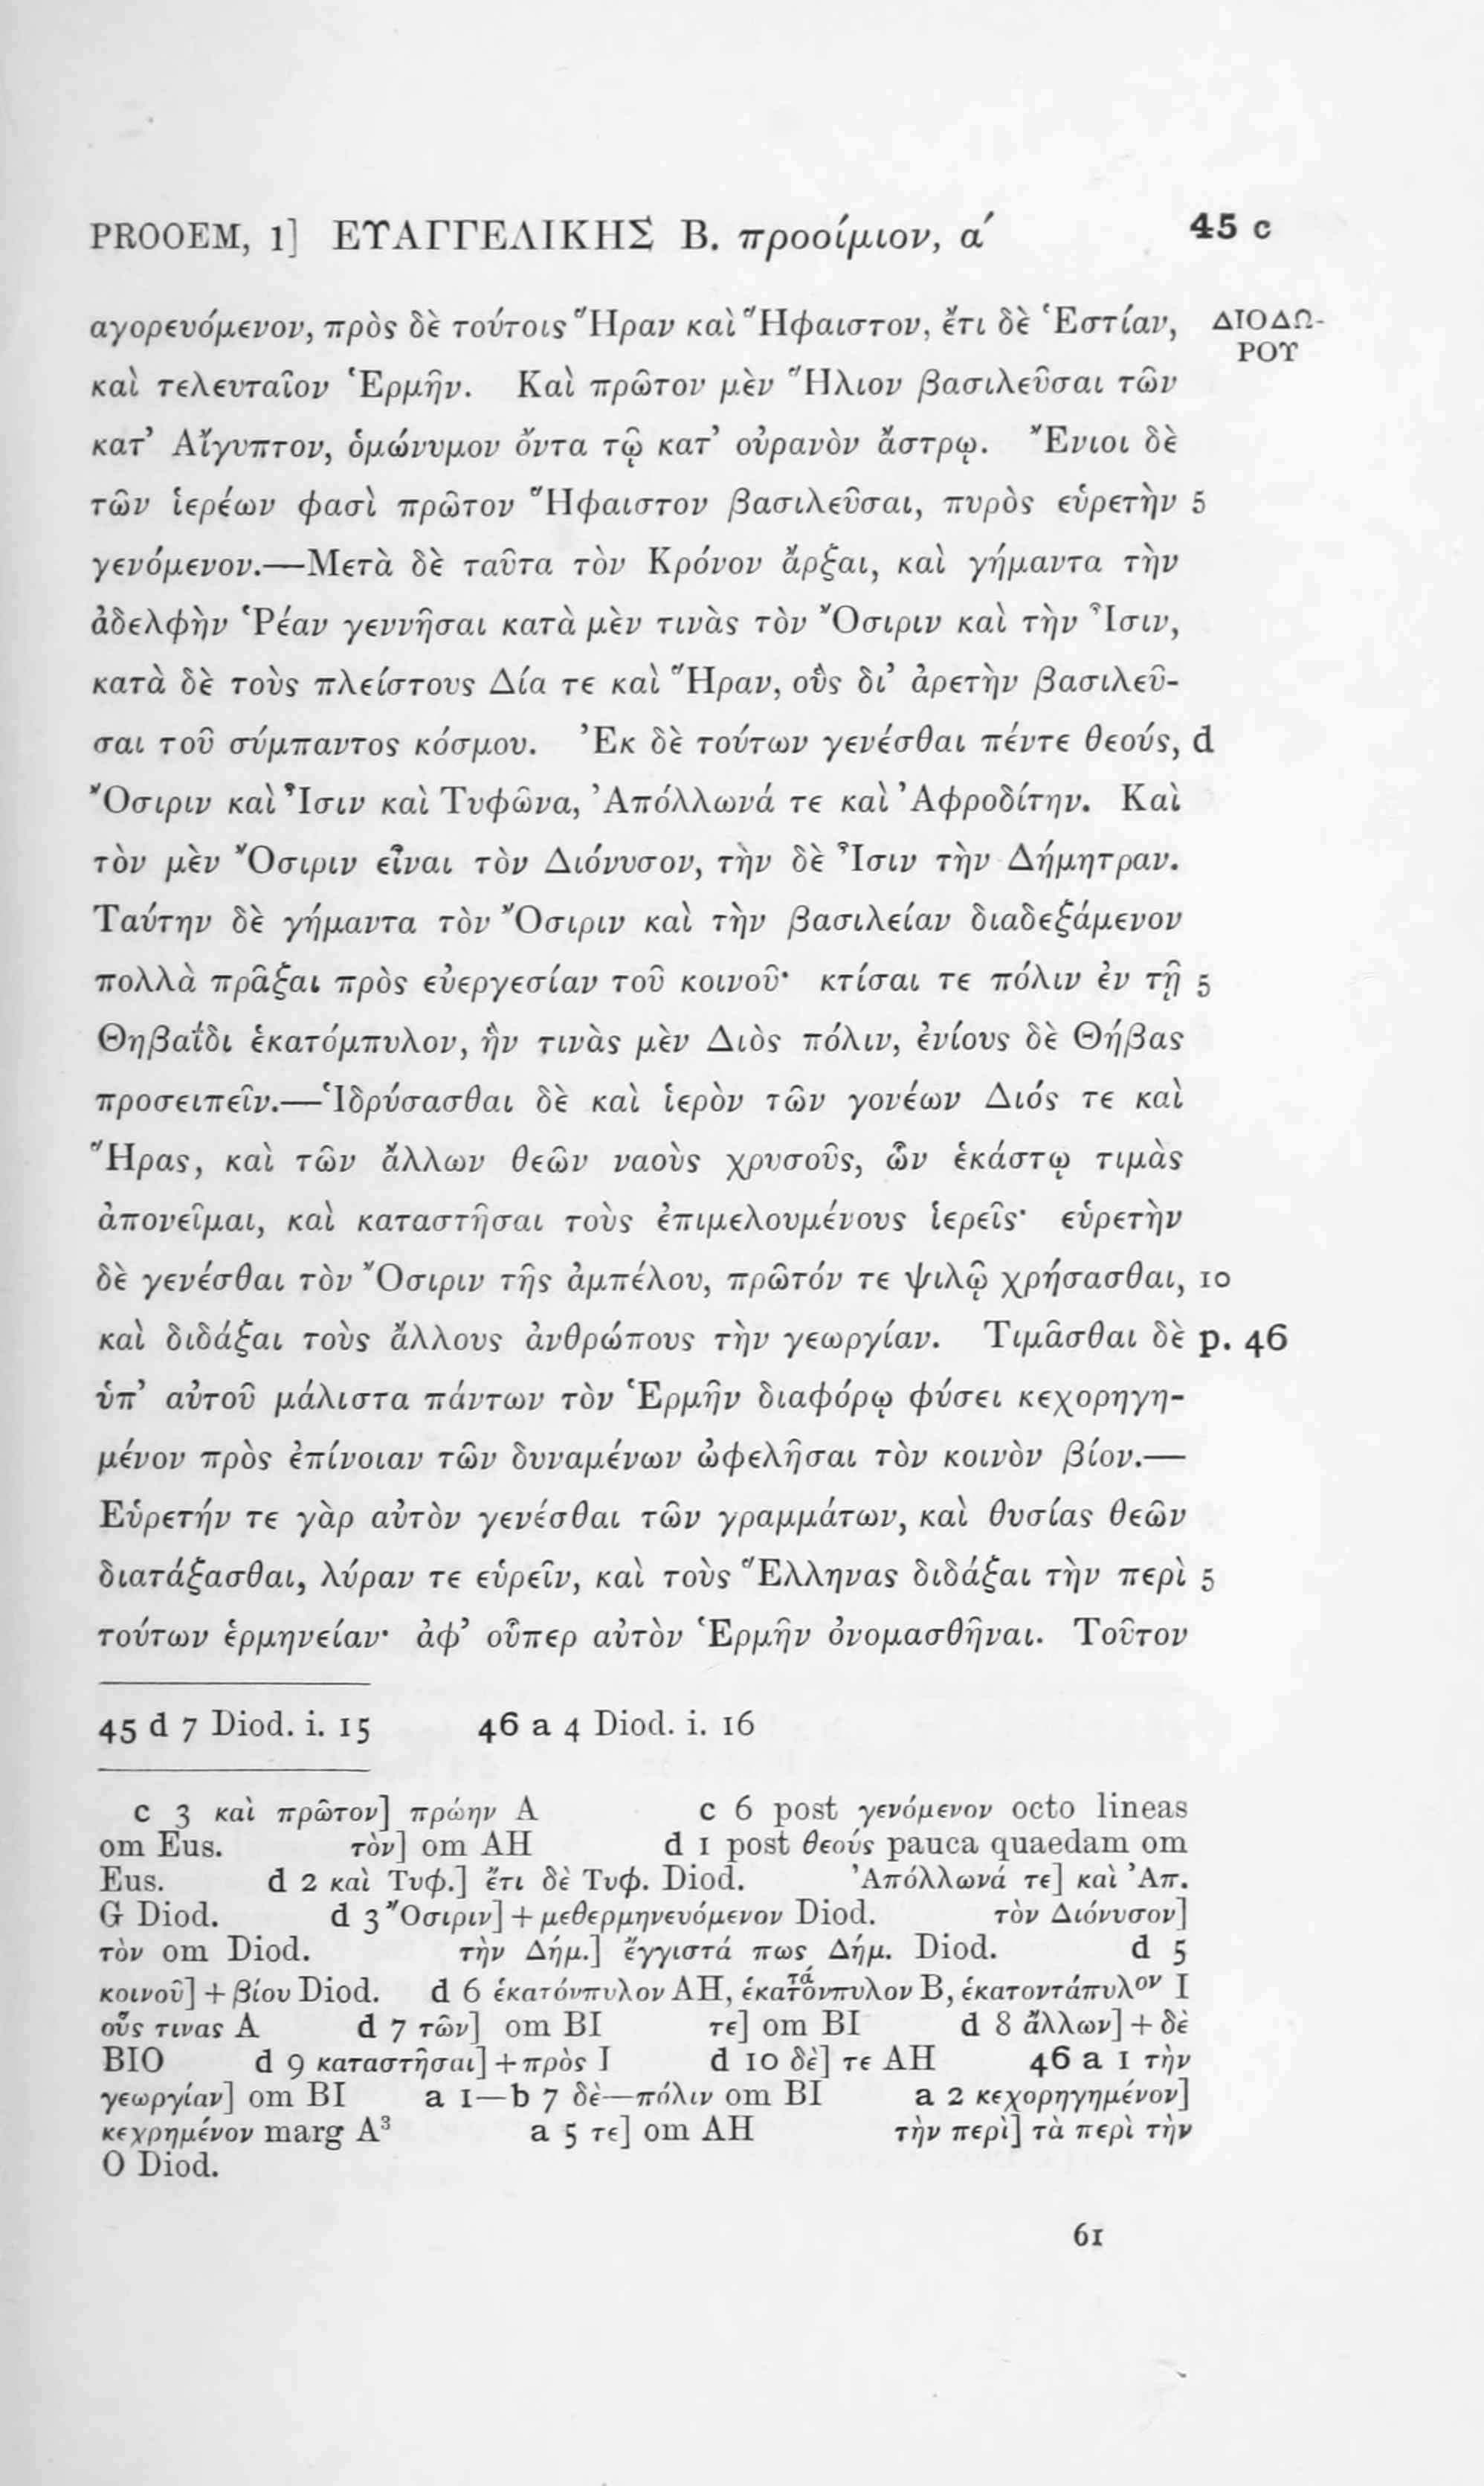 PROOEM, 1] ΕΥΑΓΓΕΛΙΚΗΣ Β. προοίμιον, α´ 45 c
αγορευόμενον, πρὸς δὲ τούτοις Ἥραν καὶ Ἥφαιστον, ἔτι δὲ Ἑστίαν, ΔΙΟΔΩ-
ΡΟΥ
καὶ τελευταῖον Ἑρμῆν. Καὶ πρῶτον μὲν Ἥλιον βασιλεῦσαι τῶν
κατ’ Αἴγυπτον, ὁμώνυμον ὄντα τῷ κατ’ οὐρανὸν ἄστρῳ. Ἔνιοι δὲ
τῶν ἱερέων φασὶ πρῶτον Ἥφαιστον βασιλεῦσαι, πυρὸς εὑρετὴν 5
γενόμενον.—Μετὰ δὲ ταῦτα τὸν Κρόνον ἄρξαι, καὶ γήμαντα τὴν
ἀδελφὴν Ῥέαν γεννῆσαι κατὰ μὲν τινὰς τὸν Ὄσιριν καὶ τὴν Ἶσιν,
κατὰ δὲ τοὺς πλείστους Δία τε καὶ Ἥραν, οὓς δι’ ἀρετὴν βασιλεῦ-
σαι τοῦ σύμπαντος κόσμου. Ἐκ δὲ τούτων γενέσθαι πέντε θεούς, d
Ὄσιριν καὶ Ἶσιν καὶ Τυφῶνα, Ἀπόλλωνά τε καὶ Ἀφροδίτην. Καὶ
τὸν μὲν Ὄσιριν εἶναι τὸν Διόνυσον, τὴν δὲ Ἶσιν τὴν Δήμητραν.
Ταύτην δὲ γήμαντα τὸν Ὄσιριν καὶ τὴν βασιλείαν διαδεξάμενον
πολλὰ πρᾶξαι πρὸς εὐεργεσίαν τοῦ κοινοῦ· κτίσαι τε πόλιν ἐν τῇ 5
Θηβαΐδι ἑκατόμπυλον, ἣν τινὰς μὲν Διὸς πόλιν, ἐνίους δὲ Θήβας
προσειπεῖν.—Ἱδρύσασθαι δὲ καὶ ἱερὸν τῶν γονέων Διός τε καὶ
Ἥρας, καὶ τῶν ἄλλων θεῶν ναοὺς χρυσοῦς, ὧν ἑκάστῳ τιμὰς
ἀπονεῖμαι, καὶ καταστῆσαι τοὺς ἐπιμελουμένους ἱερεῖς· εὑρετὴν
δὲ γενέσθαι τὸν Ὄσιριν τῆς ἀμπέλου, πρῶτόν τε ψιλῷ χρήσασθαι, 10
καὶ διδάξαι τοὺς ἄλλους ἀνθρώπους τὴν γεωργίαν. Τιμᾶσθαι δὲ p. 46
ὑπ’ αὐτοῦ μάλιστα πάντων τὸν Ἑρμῆν διαφόρῳ φύσει κεχορηγη-
μένον πρὸς ἐπίνοιαν τῶν δυναμένων ὠφελῆσαι τὸν κοινὸν βίον.—
Εὑρετήν τε γὰρ αὐτὸν γενέσθαι τῶν γραμμάτων, καὶ θυσίας θεῶν
διατάξασθαι, λύραν τε εὑρεῖν, καὶ τοὺς Ἕλληνας διδάξαι τὴν περὶ 5
τούτων ἑρμηνείαν· ἀφ’ οὗπερ αὐτὸν Ἑρμῆν ὀνομασθῆναι. Τοῦτον
45 d 7 Diod. i. 15 46 a 4 Diod. i. 16
c 3 καὶ πρῶτον] πρώην A c 6 post γενόμενον octo lineas
om Eus. τὸν] om AH d 1 post θεούς pauca quaedam om
Eus. d 2 καὶ Τυφ.] ἔτι δὲ Τυφ. Diod. Ἀπόλλωνά τε] καὶ Ἀπ.
G Diod. d 3 Ὄσιριν] + μεθερμηνευόμενον Diod. τὸν Διόνυσον]
τὸν om Diod. τὴν Δήμ.] ἔγγιστά πως Δήμ. Diod. d 5
κοινοῦ] + βίου Diod. d 6 ἑκατόνπυλον AH, ἑκατὸντάπυλον B, ἑκατοντάπυλον I
οὕς τινας A d 7 τῶν] om BI τε] om BI d 8 ἄλλων] + δὲ
BIO d 9 καταστῆσαι] + πρὸς I d 10 δὲ] τε AH 46 a 1 τὴν
γεωργίαν] om BI a 1—b 7 δὲ—πόλιν om BI a 2 κεχορηγημένον]
κεχρημένον marg A³ a 5 τε] om AH τὴν περὶ] τὰ περὶ τὴν
O Diod.
61